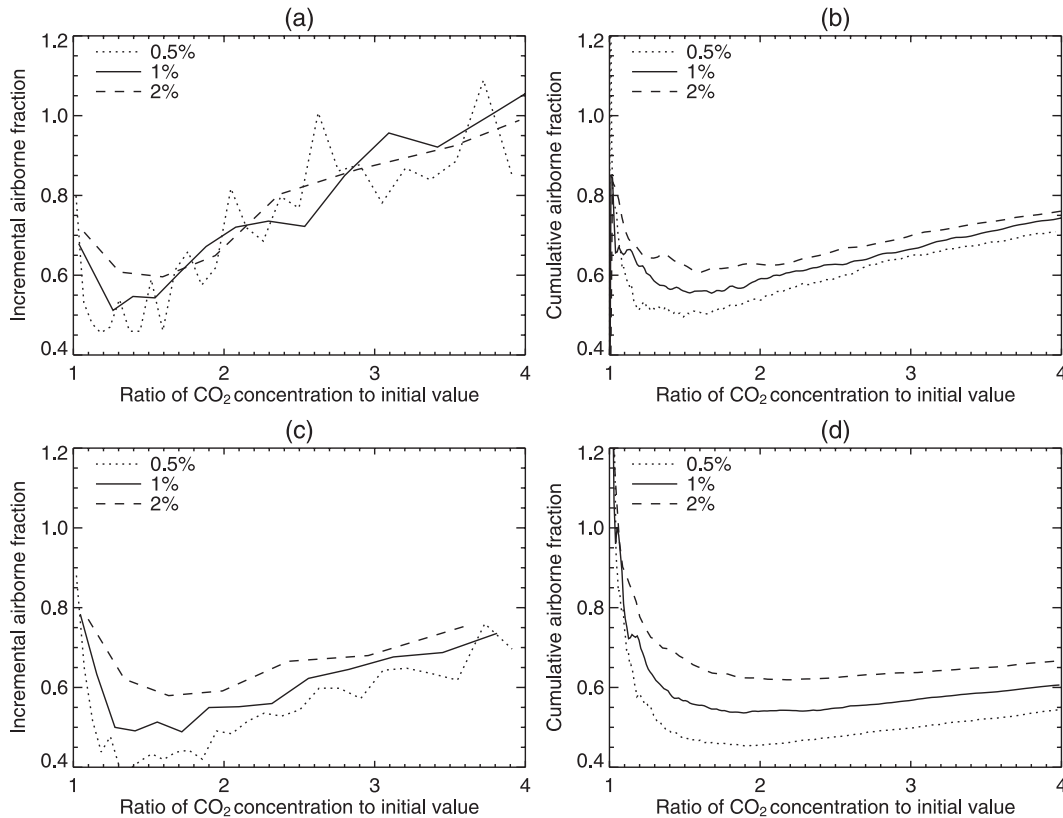 (a)
0.5%
1%
2%
1.2
1.0
0.8
0.6
0.4
Incremental airborne fraction
1 2 3 4
Ratio of CO₂ concentration to initial value
(b)
0.5%
1%
2%
1.2
1.0
0.8
0.6
0.4
Cumulative airborne fraction
1 2 3 4
Ratio of CO₂ concentration to initial value
(c)
0.5%
1%
2%
1.2
1.0
0.8
0.6
0.4
Incremental airborne fraction
1 2 3 4
Ratio of CO₂ concentration to initial value
(d)
0.5%
1%
2%
1.2
1.0
0.8
0.6
0.4
Cumulative airborne fraction
1 2 3 4
Ratio of CO₂ concentration to initial value